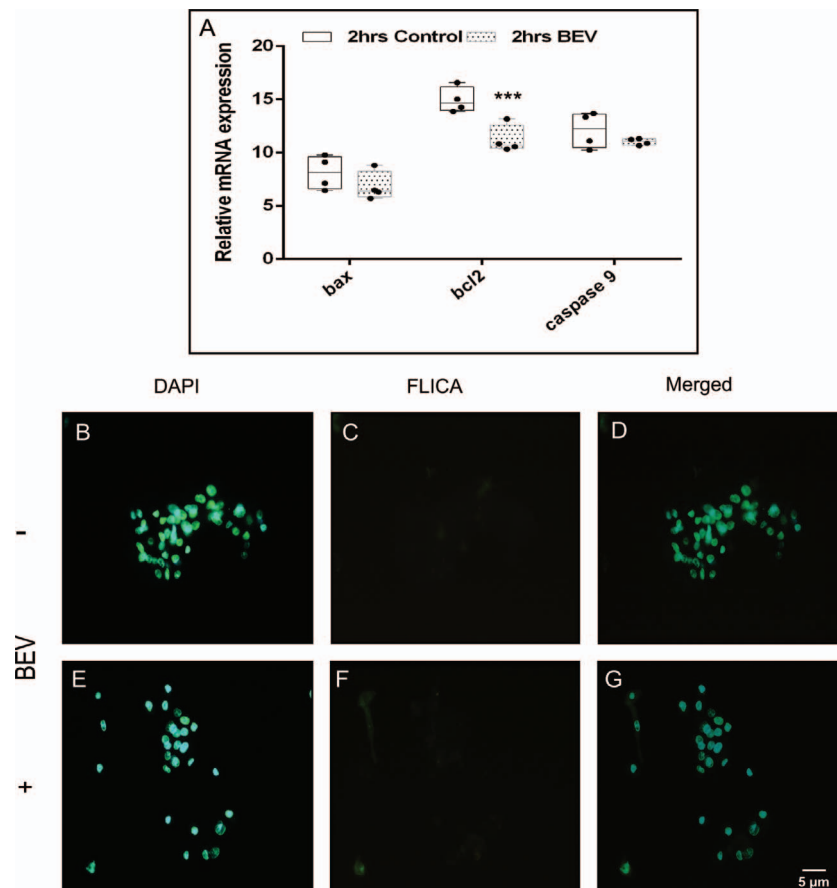 A
2hrs Control 2hrs BEV
Relative mRNA expression
20
15
10
5
0
***
bax
bcl2
caspase 9
DAPI FLICA Merged
B C D
-
BEV
E F G
+
5 µm